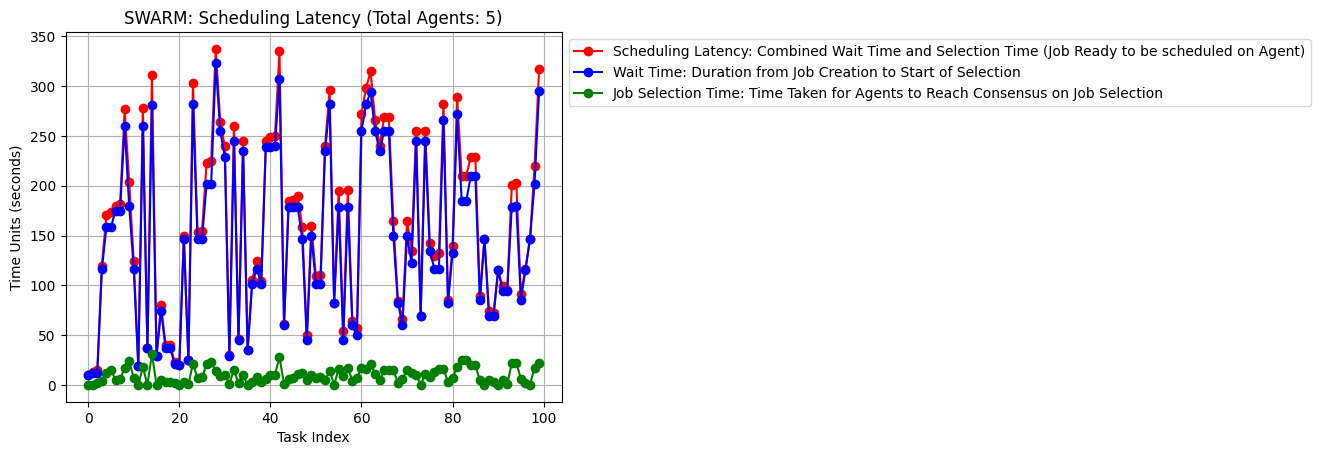 SWARM: Scheduling Latency (Total Agents: 5)
Scheduling Latency: Combined Wait Time and Selection Time (Job Ready to be scheduled on Agent)
Wait Time: Duration from Job Creation to Start of Selection
Job Selection Time: Time Taken for Agents to Reach Consensus on Job Selection
Time Units (seconds)
350
300
250
200
150
100
50
0
0 20 40 60 80 100
Task Index